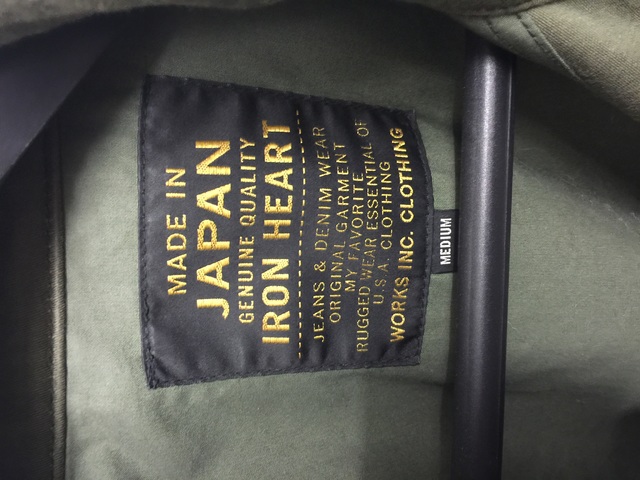 MADE IN
JAPAN
GENUINE QUALITY
IRON HEART
JEANS & DENIM WEAR
ORIGINAL GARMENT
MY FAVORITE
RUGGED WEAR ESSENTIAL OF
U.S.A. CLOTHING
WORKS INC. CLOTHING
MEDIUM